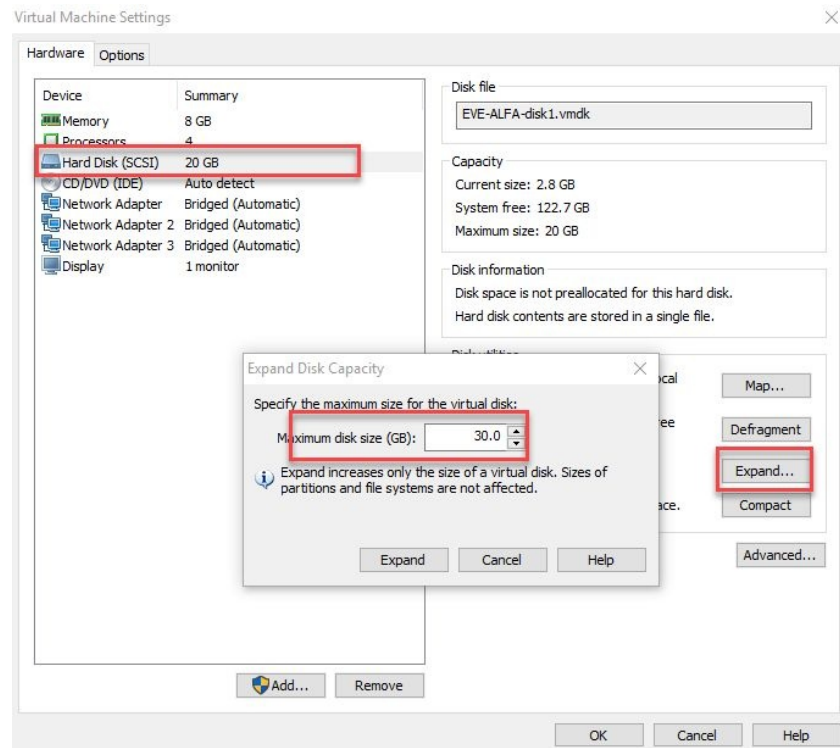 Virtual Machine Settings
Hardware Options
Device Summary
Memory 8 GB
Processors 4
Hard Disk (SCSI) 20 GB
CD/DVD (IDE) Auto detect
Network Adapter Bridged (Automatic)
Network Adapter 2 Bridged (Automatic)
Network Adapter 3 Bridged (Automatic)
Display 1 monitor
Add... Remove
Disk file
EVE-ALFA-disk1.vmdk
Capacity
Current size: 2.8 GB
System free: 122.7 GB
Maximum size: 20 GB
Disk information
Disk space is not preallocated for this hard disk.
Hard disk contents are stored in a single file.
Map...
Defragment
Expand...
Compact
Advanced...
Expand Disk Capacity
Specify the maximum size for the virtual disk:
Maximum disk size (GB): 30.0
Expand increases only the size of a virtual disk. Sizes of
partitions and file systems are not affected.
Expand Cancel Help
OK Cancel Help